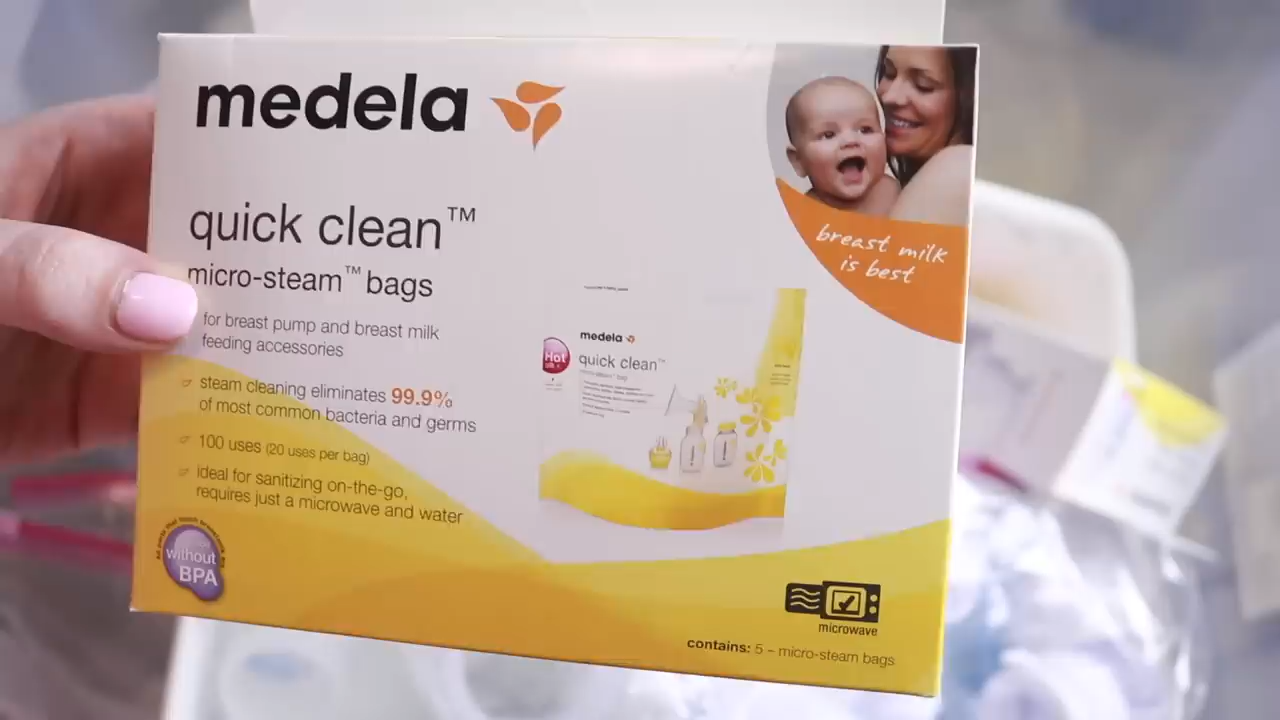 medela
quick clean™
micro-steam™ bags
for breast pump and breast milk
feeding accessories
steam cleaning eliminates 99.9%
of most common bacteria and germs
100 uses (20 uses per bag)
ideal for sanitizing on-the-go,
requires just a microwave and water
without
BPA
breast milk
is best
medela
Hot
quick clean™
microwave
contains: 5 – micro-steam bags